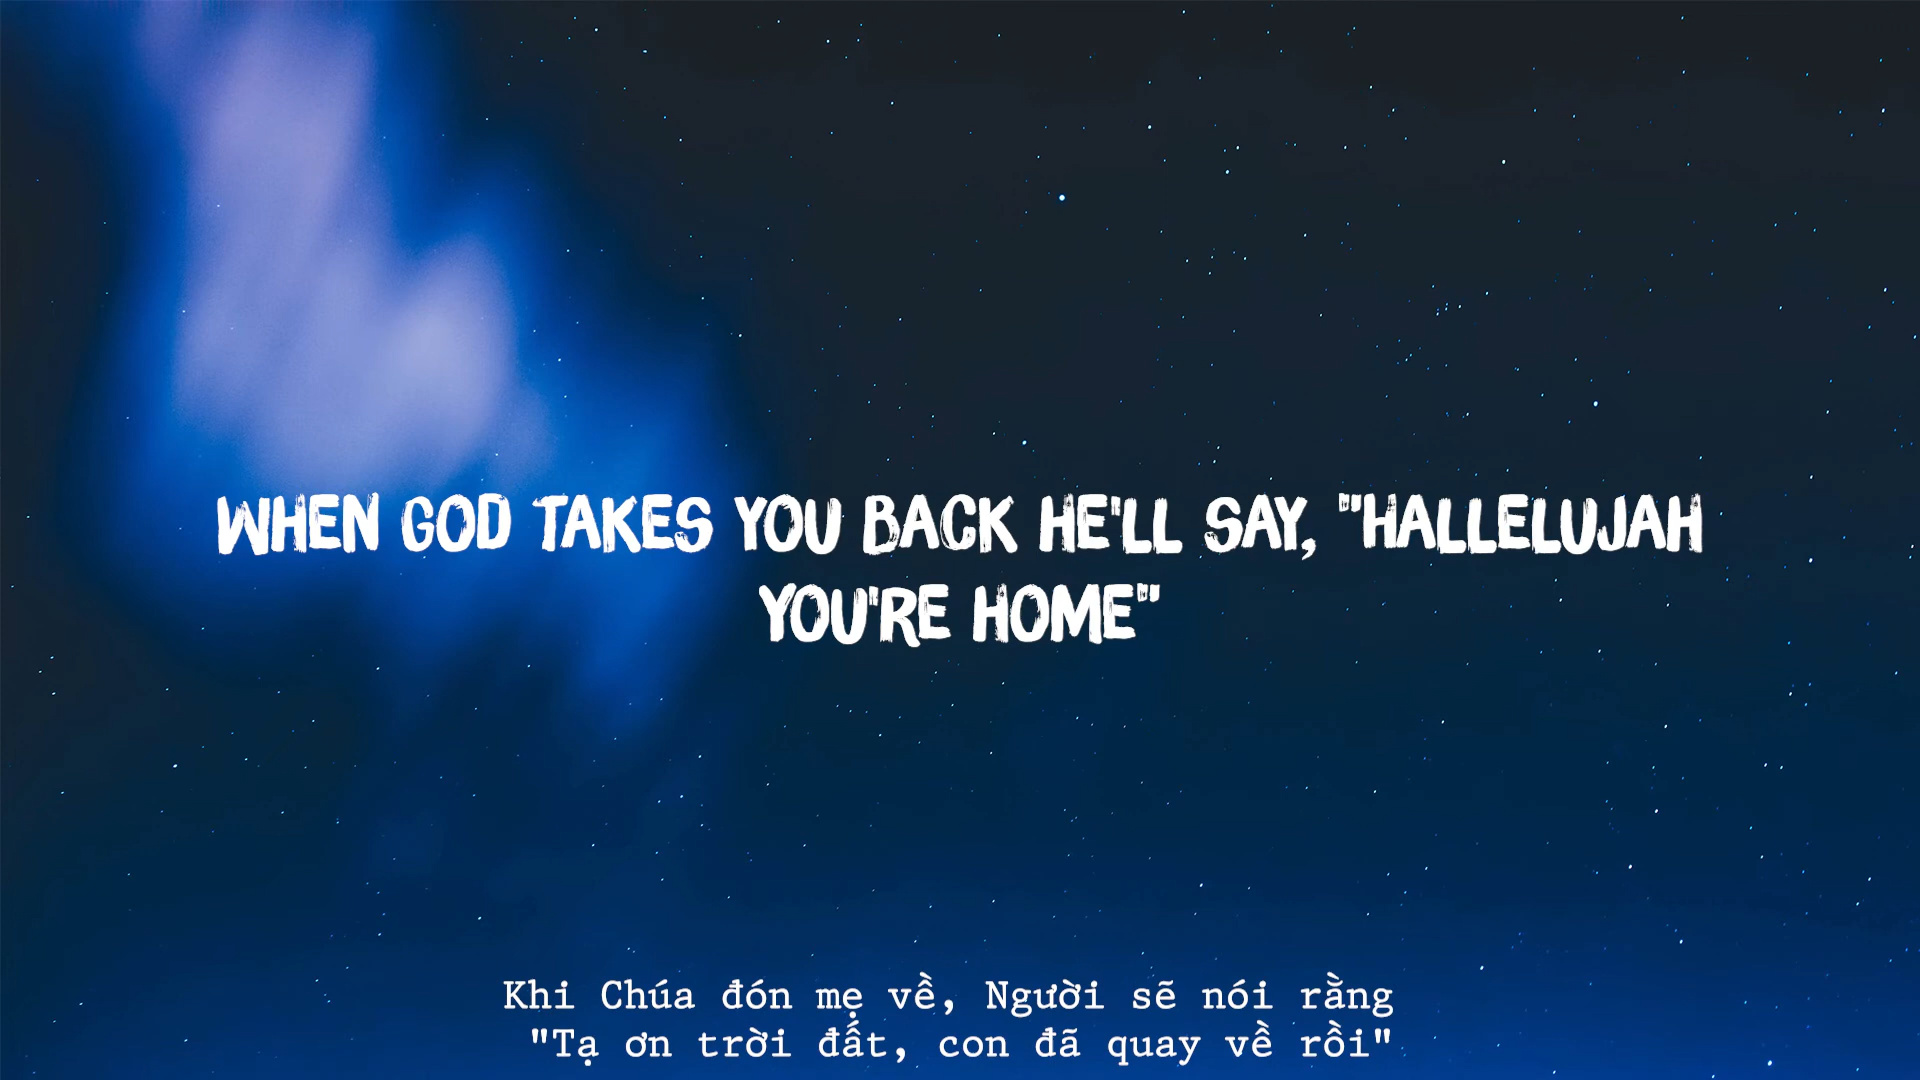 WHEN GOD TAKES YOU BACK HE'LL SAY, "HALLELUJAH
YOU'RE HOME"
Khi Chúa đón mẹ về, Người sẽ nói rằng
"Tạ ơn trời đất, con đã quay về rồi"